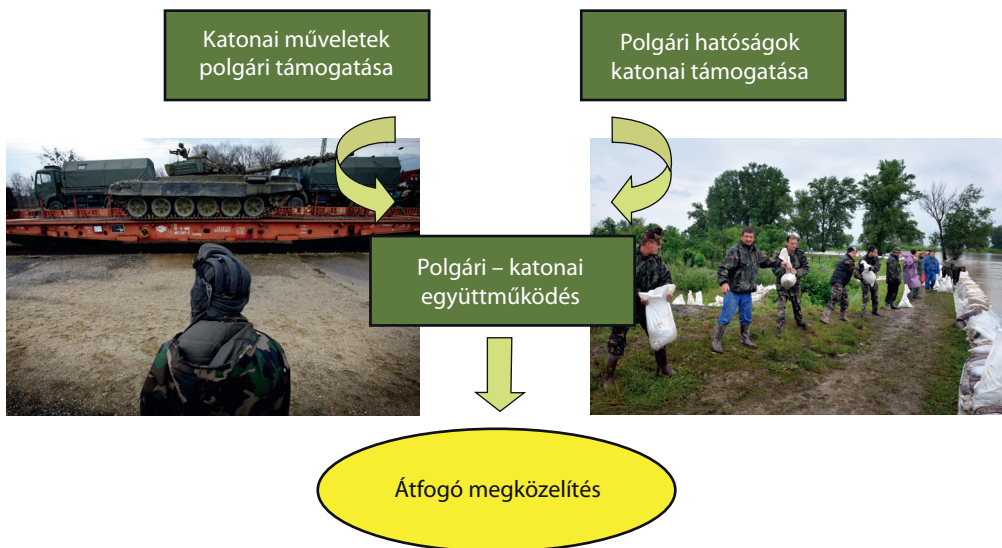 Katonai műveletek
polgári támogatása
Polgári hatóságok
katonai támogatása
Polgári – katonai
együttműködés
Átfogó megközelítés